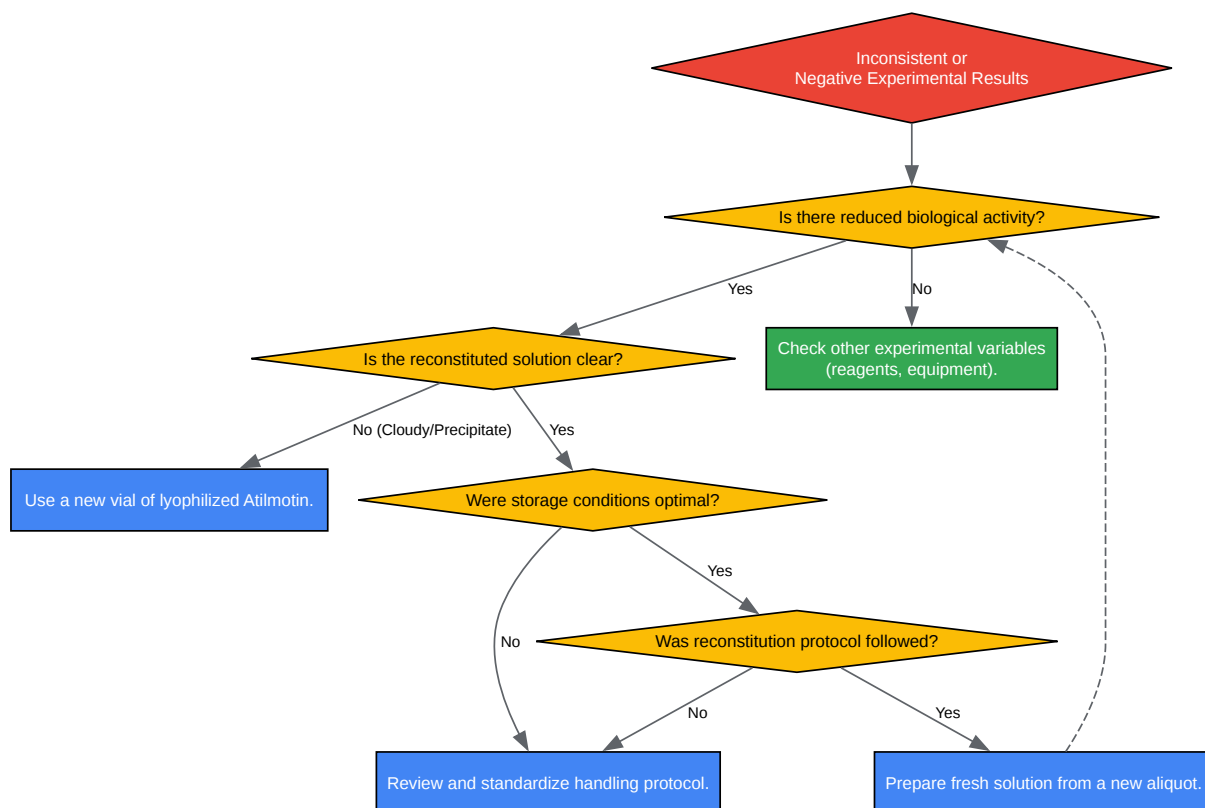 Inconsistent or
Negative Experimental Results
Is there reduced biological activity?
Yes
No
Is the reconstituted solution clear?
Check other experimental variables
(reagents, equipment).
No (Cloudy/Precipitate)
Yes
Use a new vial of lyophilized Atilmotin.
Were storage conditions optimal?
Yes
No
Was reconstitution protocol followed?
No
Yes
Review and standardize handling protocol.
Prepare fresh solution from a new aliquot.